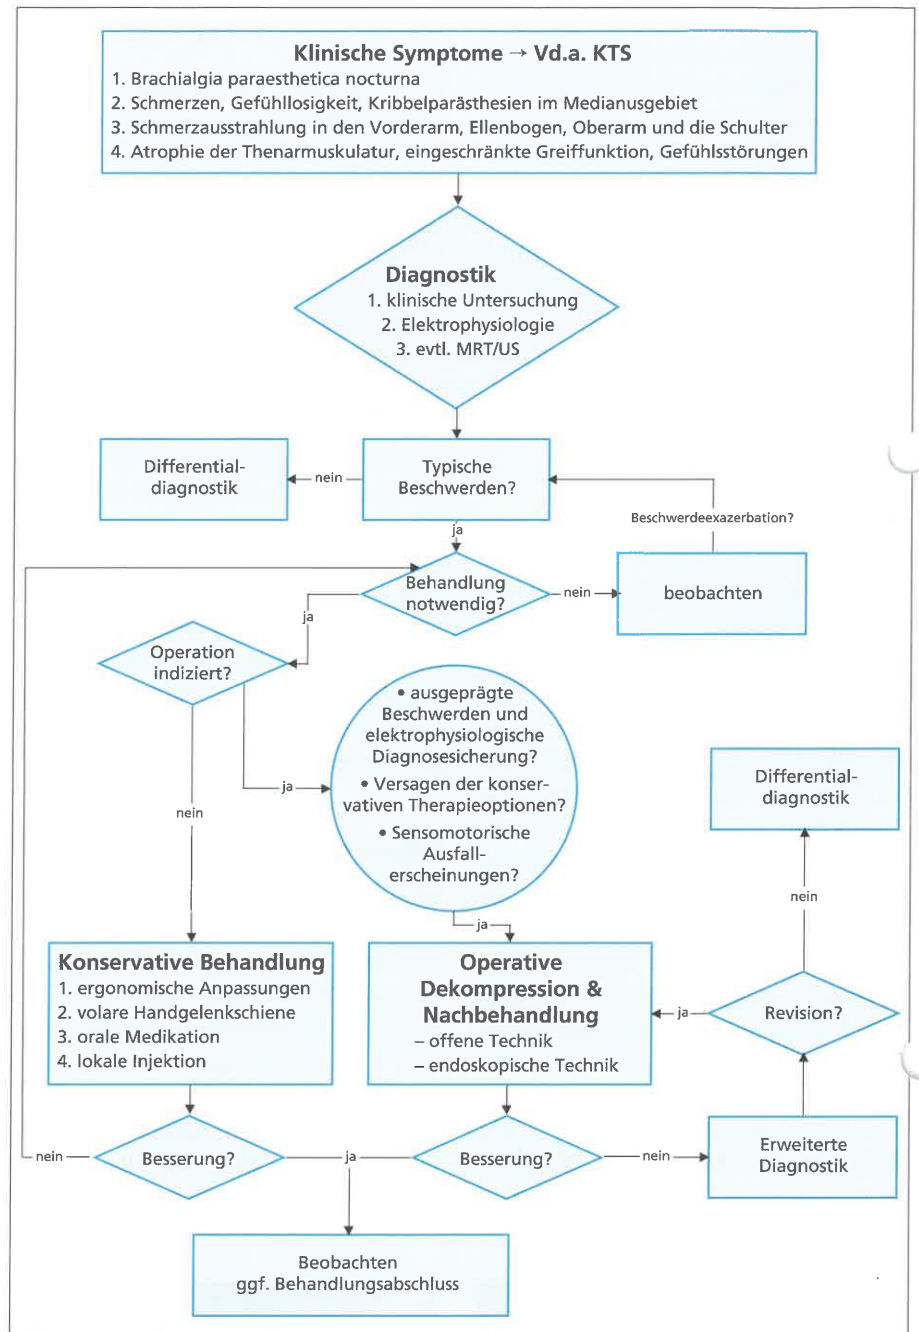 Klinische Symptome → Vd.a. KTS
1. Brachialgia paraesthetica nocturna
2. Schmerzen, Gefühllosigkeit, Kribbelparästhesien im Medianusgebiet
3. Schmerzausstrahlung in den Vorderarm, Ellenbogen, Oberarm und die Schulter
4. Atrophie der Thenarmuskulatur, eingeschränkte Greiffunktion, Gefühlsstörungen
Diagnostik
1. klinische Untersuchung
2. Elektrophysiologie
3. evtl. MRT/US
Differential-
diagnostik
nein
Typische
Beschwerden?
Beschwerdeexazerbation?
ja
Behandlung
notwendig?
nein
beobachten
ja
Operation
indiziert?
• ausgeprägte
Beschwerden und
elektrophysiologische
Diagnosesicherung?
• Versagen der konser-
vativen Therapieoptionen?
• Sensomotorische
Ausfall-
erscheinungen?
ja
nein
Differential-
diagnostik
nein
ja
Konservative Behandlung
1. ergonomische Anpassungen
2. volare Handgelenkschiene
3. orale Medikation
4. lokale Injektion
Operative
Dekompression &
Nachbehandlung
– offene Technik
– endoskopische Technik
ja
Revision?
nein
Besserung?
ja
Besserung?
nein
Erweiterte
Diagnostik
Beobachten
ggf. Behandlungsabschluss